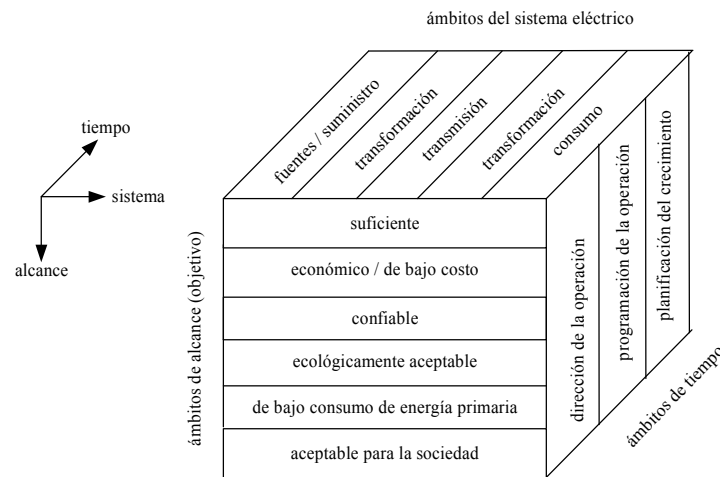 ámbitos del sistema eléctrico
tiempo
sistema
alcance
fuentes / suministro
transformación
transmisión
transformación
consumo
ámbitos de alcance (objetivo)
suficiente
económico / de bajo costo
confiable
ecológicamente aceptable
de bajo consumo de energía primaria
aceptable para la sociedad
dirección de la operación
programación de la operación
planificación del crecimiento
ámbitos de tiempo